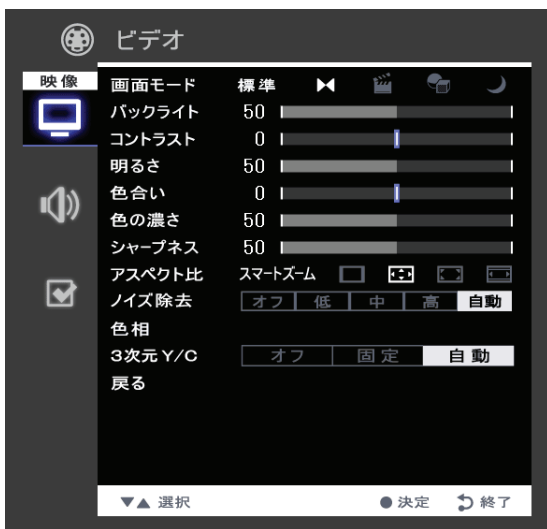 ビデオ
映像
画面モード 標準
バックライト 50
コントラスト 0
明るさ 50
色合い 0
色の濃さ 50
シャープネス 50
アスペクト比 スマートズーム
ノイズ除去 オフ 低 中 高 自動
色相
3次元Y/C オフ 固定 自動
戻る
▼▲ 選択 ●決定 終了